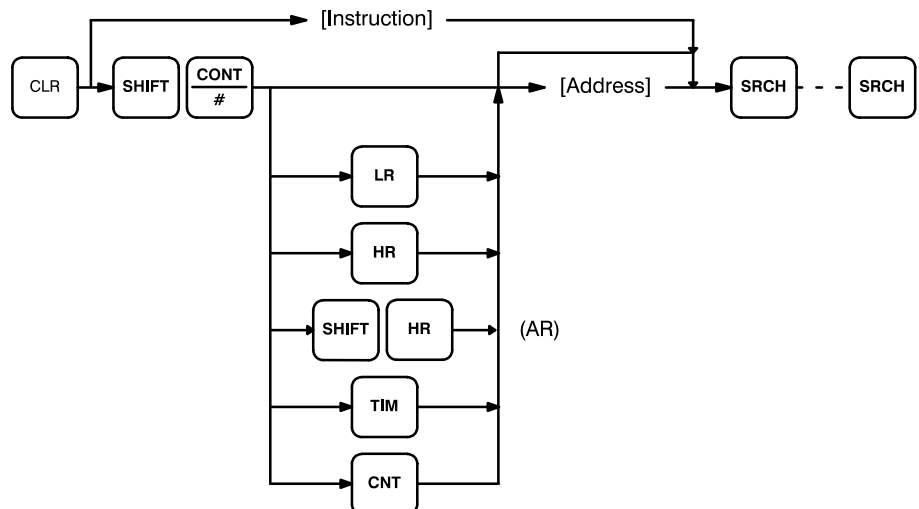 [Instruction]
CLR SHIFT CONT
# [Address] SRCH SRCH
LR
HR
SHIFT HR (AR)
TIM
CNT